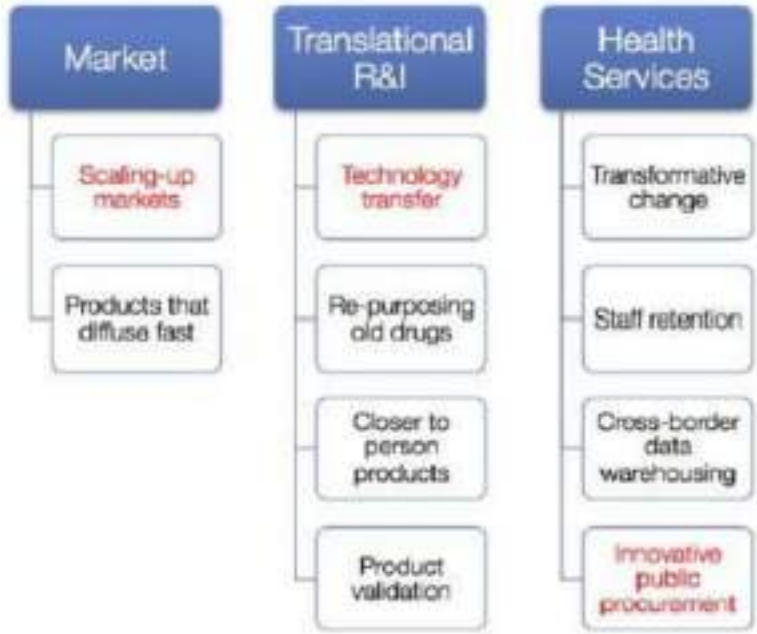 Market
Scaling-up
markets
Products that
diffuse fast
Translational
R&I
Technology
transfer
Re-purposing
old drugs
Closer to
person
products
Product
validation
Health
Services
Transformative
change
Staff retention
Cross-border
data
warehousing
Innovative
public
procurement